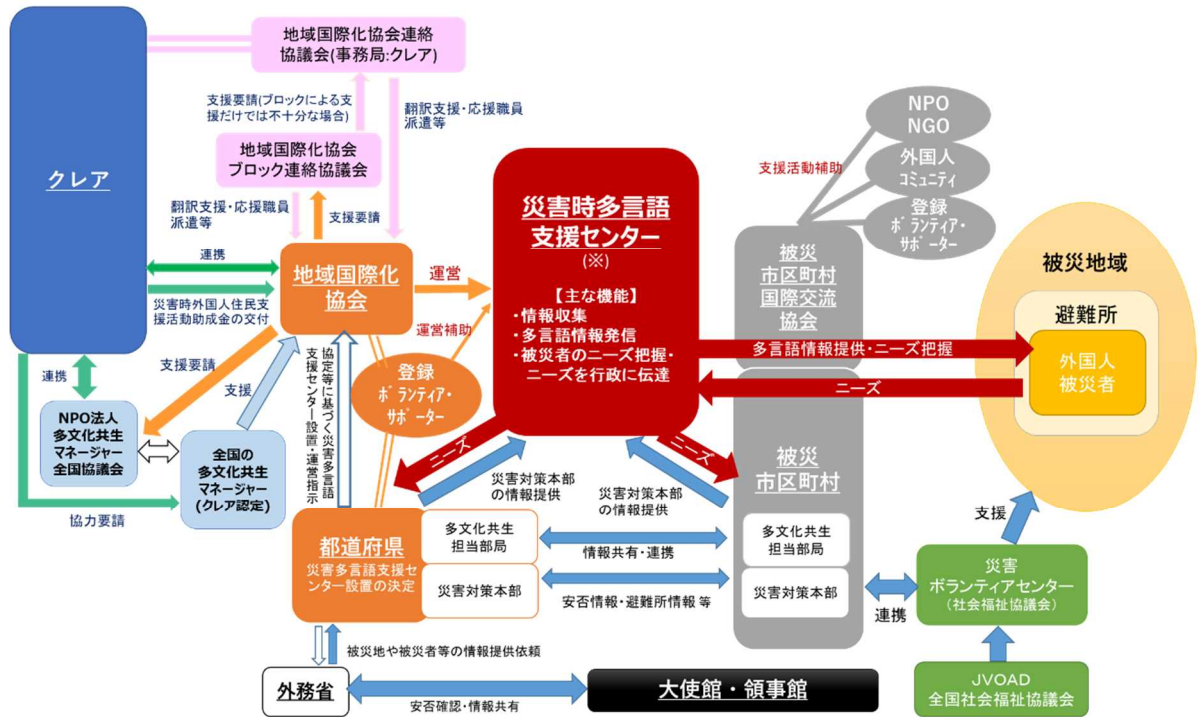 クレア
地域国際化協会連絡
協議会(事務局:クレア)
支援要請(ブロックによる支
援だけでは不十分な場合)
翻訳支援・応援職員
派遣等
地域国際化協会
ブロック連絡協議会
翻訳支援・応援職員
派遣等
支援要請
連携
災害時外国人住民支
援活動助成金の交付
地域国際化
協会
運営
運営補助
登録
ボランティア・
サポーター
支援要請
支援
連携
NPO法人
多文化共生
マネージャー
全国協議会
全国の
多文化共生
マネージャー
(クレア認定)
協力要請
協定等に基づく災害多言語
支援センター設置・運営指示
災害時多言語
支援センター
(※)
【主な機能】
・情報収集
・多言語情報発信
・被災者のニーズ把握・
ニーズを行政に伝達
ニーズ
ニーズ
災害対策本部
の情報提供
災害対策本部
の情報提供
NPO
NGO
外国人
コミュニティ
登録
ボランティア・
サポーター
支援活動補助
被災
市区町村
国際交流
協会
多言語情報提供・ニーズ把握
ニーズ
被災地域
避難所
外国人
被災者
被災
市区町村
多文化共生
担当部局
災害対策本部
都道府県
災害多言語支援セ
ンター設置の決定
多文化共生
担当部局
災害対策本部
情報共有・連携
安否情報・避難所情報 等
連携
支援
災害
ボランティアセンター
(社会福祉協議会)
JVOAD
全国社会福祉協議会
被災地や被災者等の情報提供依頼
外務省
安否確認・情報共有
大使館・領事館